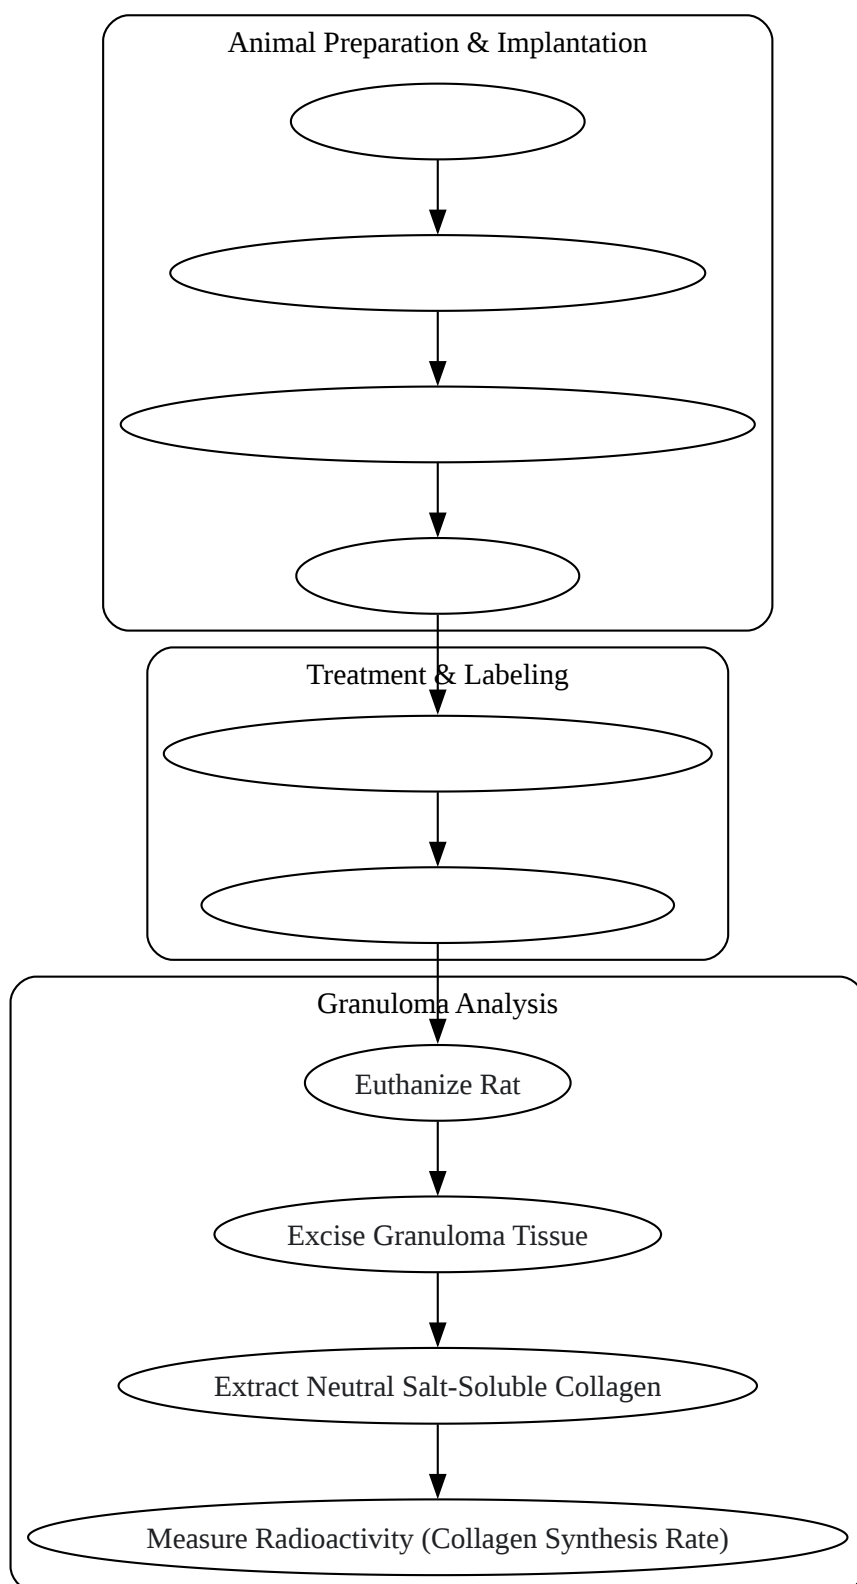 Animal Preparation & Implantation
Treatment & Labeling
Granuloma Analysis
Euthanize Rat
Excise Granuloma Tissue
Extract Neutral Salt-Soluble Collagen
Measure Radioactivity (Collagen Synthesis Rate)